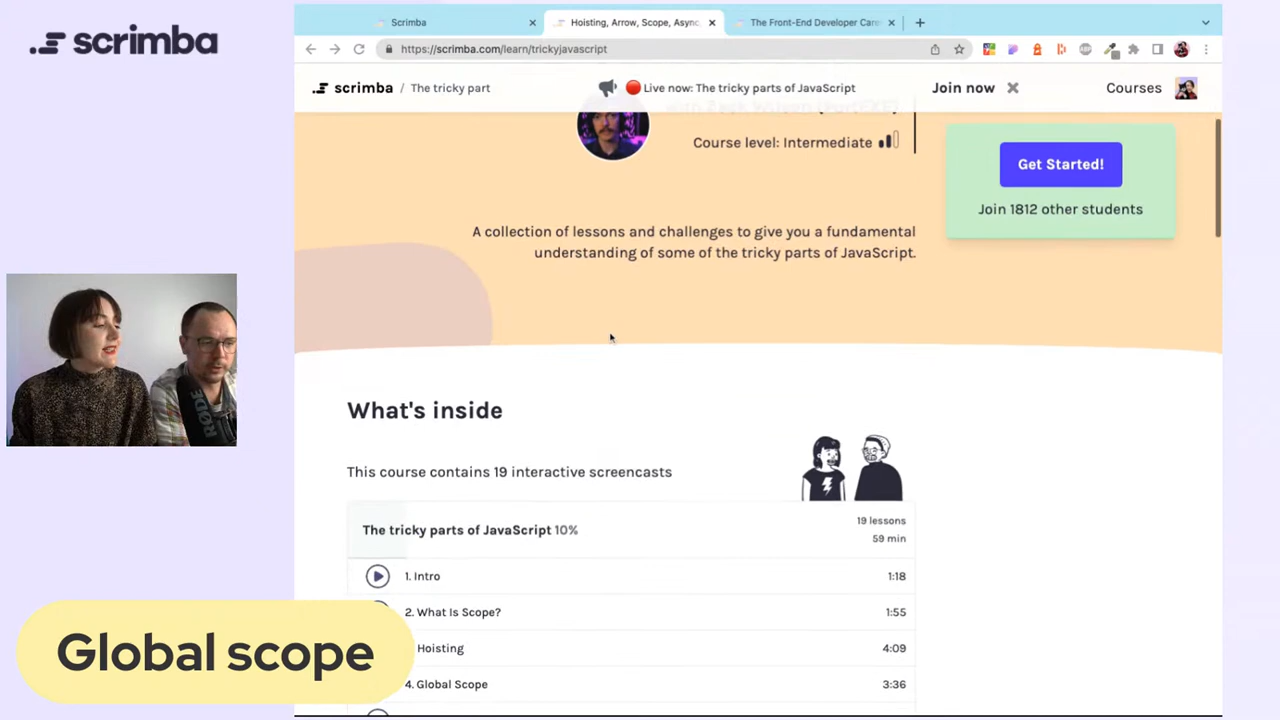 scrimba
Scrimba
Hoisting, Arrow, Scope, Async,
The Front-End Developer Care
https://scrimba.com/learn/trickyjavascript
scrimba / The tricky part
Live now: The tricky parts of JavaScript
Join now
Courses
Course level: Intermediate
Get Started!
Join 1812 other students
A collection of lessons and challenges to give you a fundamental
understanding of some of the tricky parts of JavaScript.
What's inside
This course contains 19 interactive screencasts
The tricky parts of JavaScript 10%
19 lessons
59 min
1. Intro
1:18
2. What Is Scope?
1:55
Hoisting
4:09
4. Global Scope
3:36
Global scope
RØDE